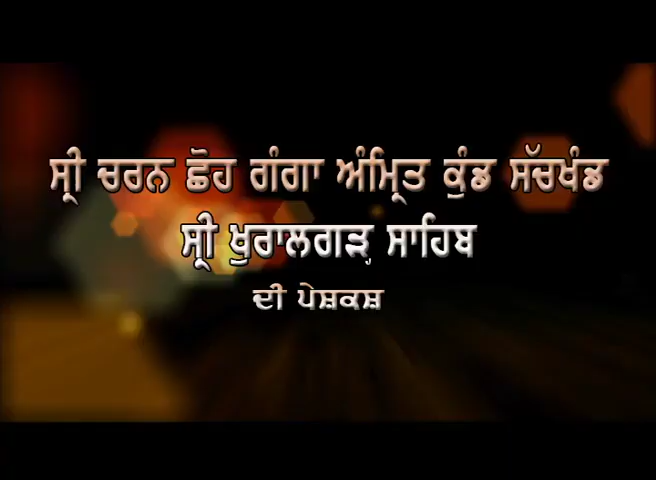 ਸ੍ਰੀ ਚਰਨ ਛੋਹ ਗੰਗਾ ਅੰਮ੍ਰਿਤ ਕੁੰਡ ਸੱਚਖੰਡ
ਸ੍ਰੀ ਖੁਰਾਲਗੜ੍ਹ ਸਾਹਿਬ
ਦੀ ਪੇਸ਼ਕਸ਼